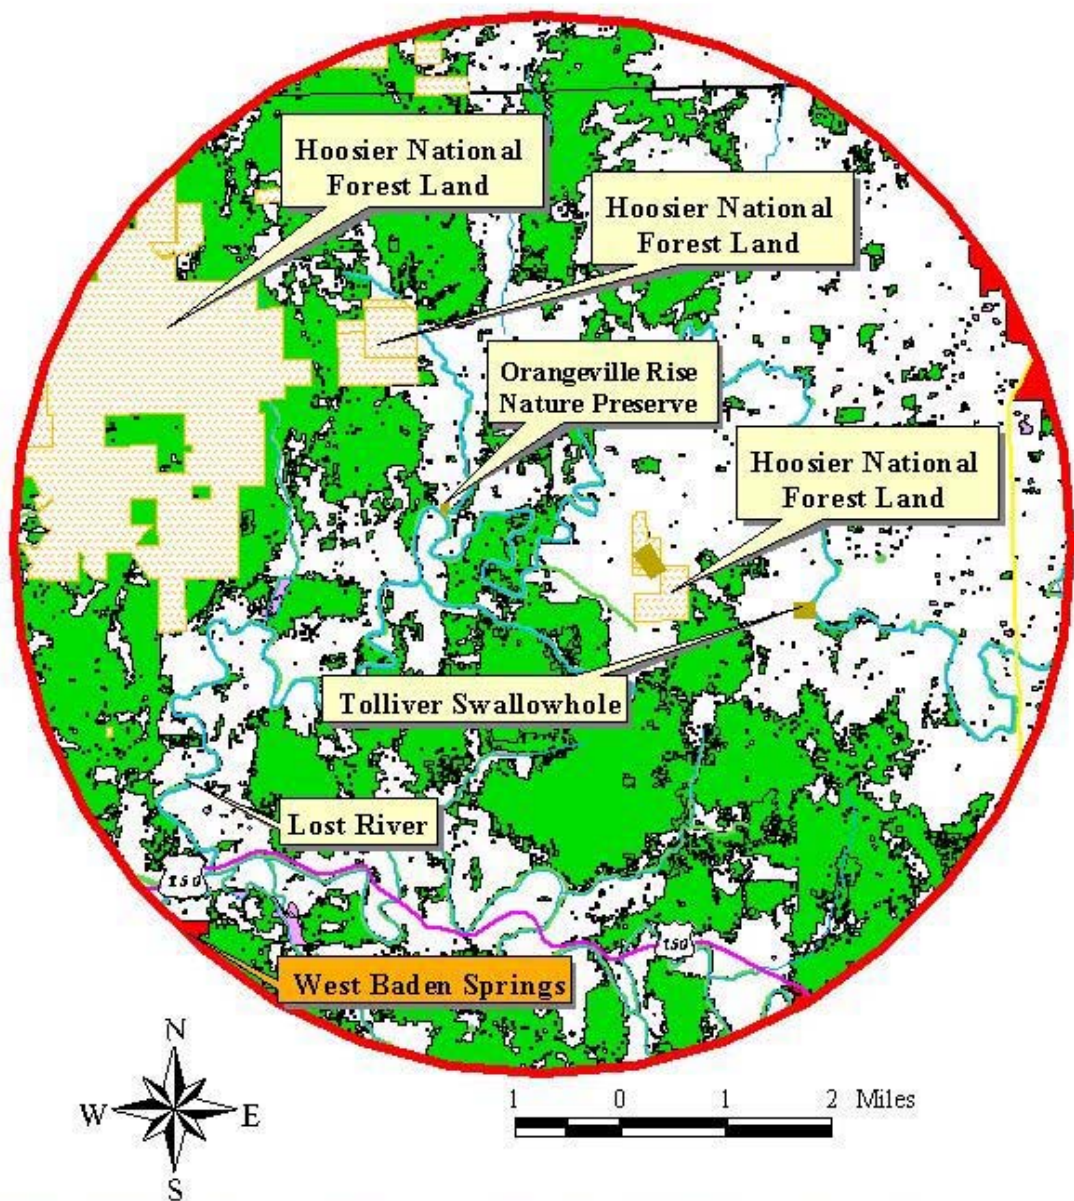 Hoosier National
Forest Land
Hoosier National
Forest Land
Orangeville Rise
Nature Preserve
Hoosier National
Forest Land
Tolliver Swallowhole
Lost River
150
150
West Baden Springs
N
W E
S
1 0 1 2 Miles